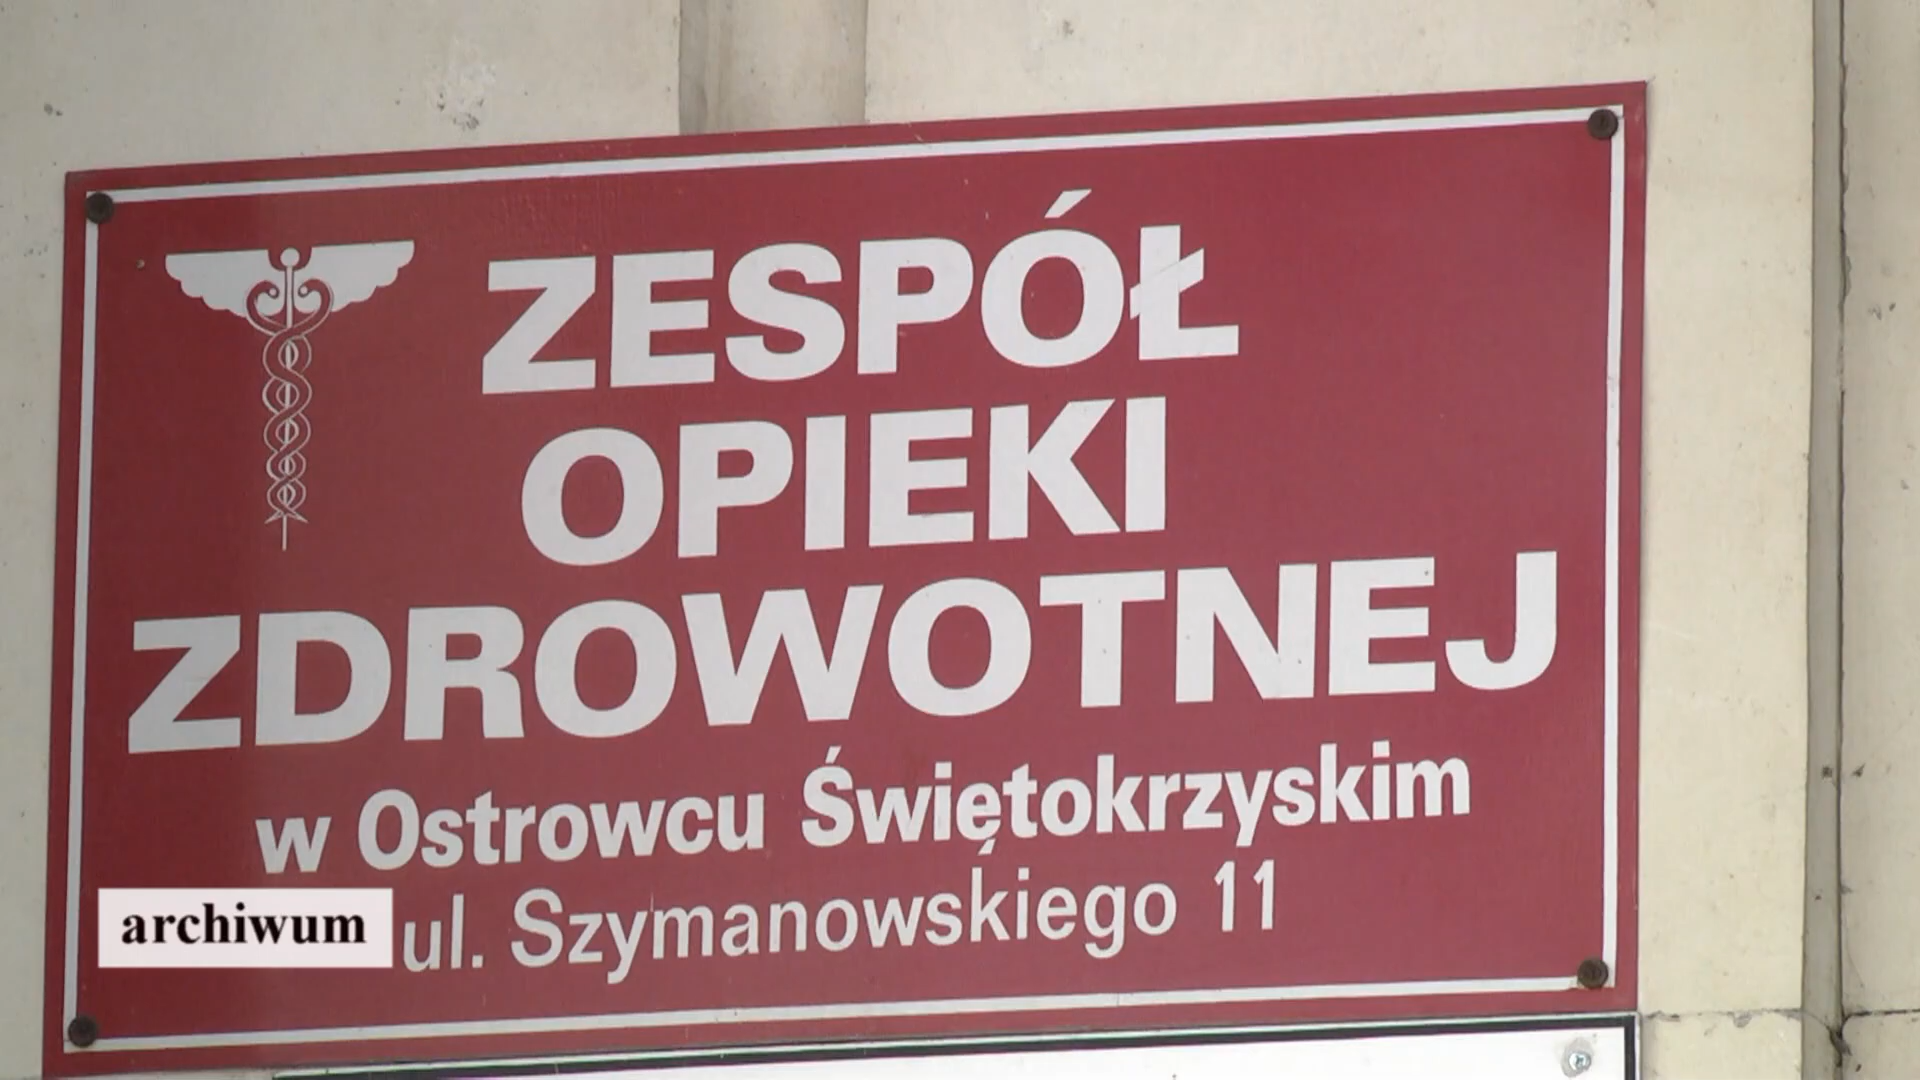 ZESPÓŁ
OPIEKI
ZDROWOTNEJ
w Ostrowcu Świętokrzyskim
archiwum
ul. Szymanowskiego 11